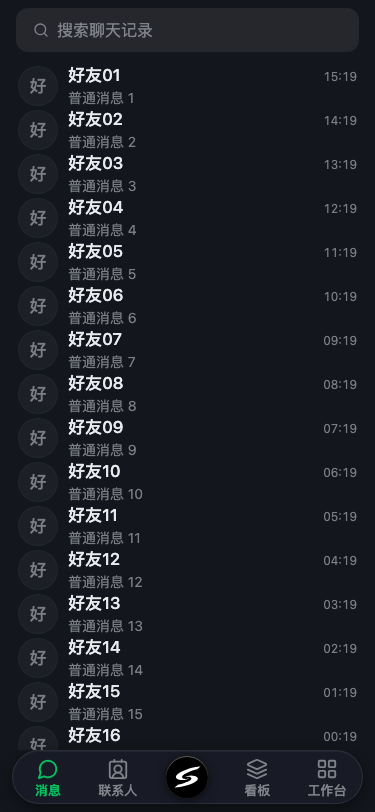 搜索聊天记录
好
好友01
15:19
普通消息 1
好
好友02
14:19
普通消息 2
好
好友03
13:19
普通消息 3
好
好友04
12:19
普通消息 4
好
好友05
11:19
普通消息 5
好
好友06
10:19
普通消息 6
好
好友07
09:19
普通消息 7
好
好友08
08:19
普通消息 8
好
好友09
07:19
普通消息 9
好
好友10
06:19
普通消息 10
好
好友11
05:19
普通消息 11
好
好友12
04:19
普通消息 12
好
好友13
03:19
普通消息 13
好
好友14
02:19
普通消息 14
好
好友15
01:19
普通消息 15
好
好友16
00:19
消息
联系人
看板
工作台